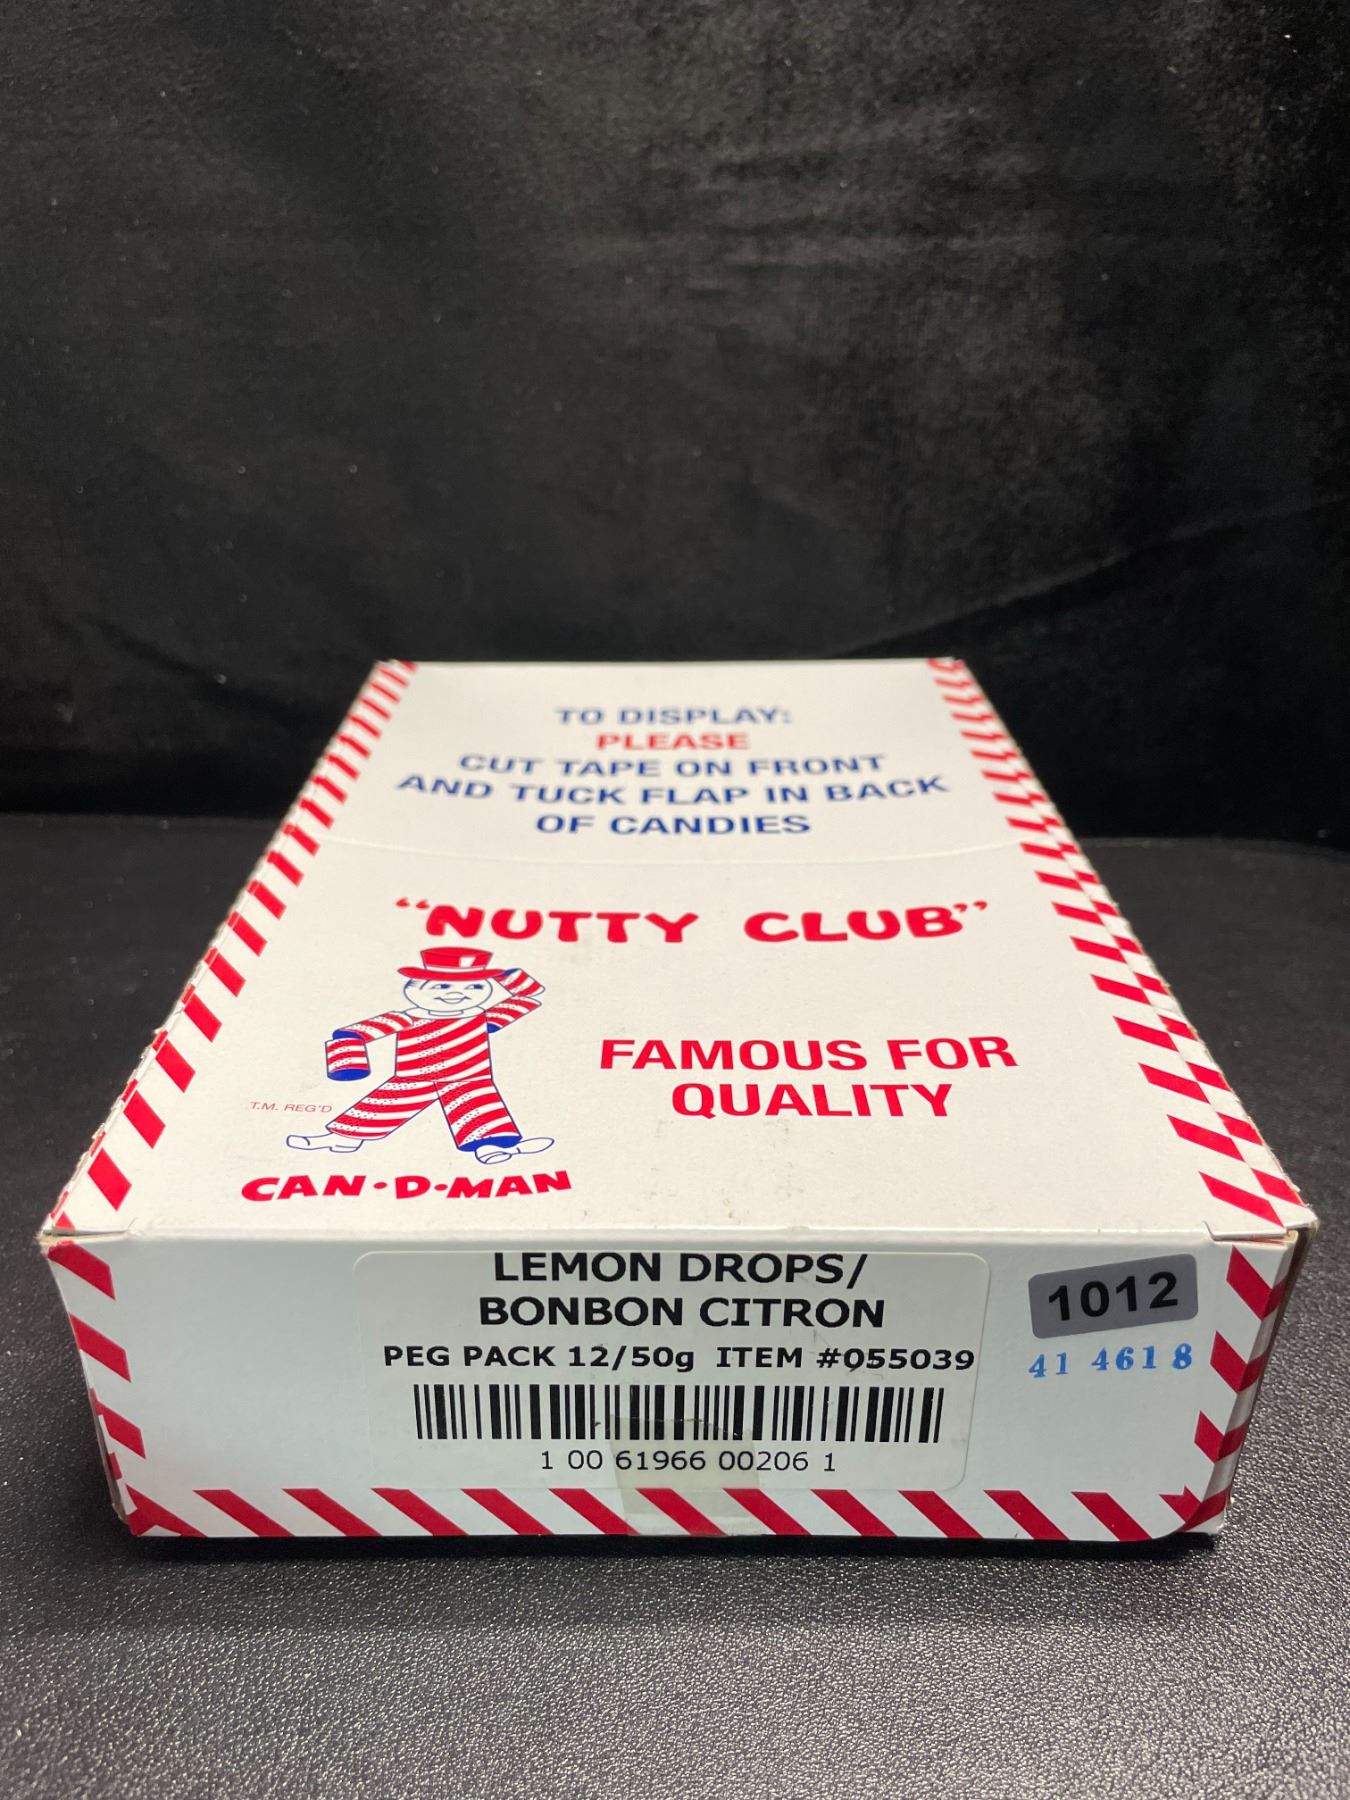 TO DISPLAY:
PLEASE
CUT TAPE ON FRONT
AND TUCK FLAP IN BACK
OF CANDIES
"NUTTY CLUB"
FAMOUS FOR
QUALITY
T.M. REG'D
CAN·D·MAN
LEMON DROPS/
BONBON CITRON
PEG PACK 12/50g ITEM #055039
1 00 61966 00206 1
1012
41 4618